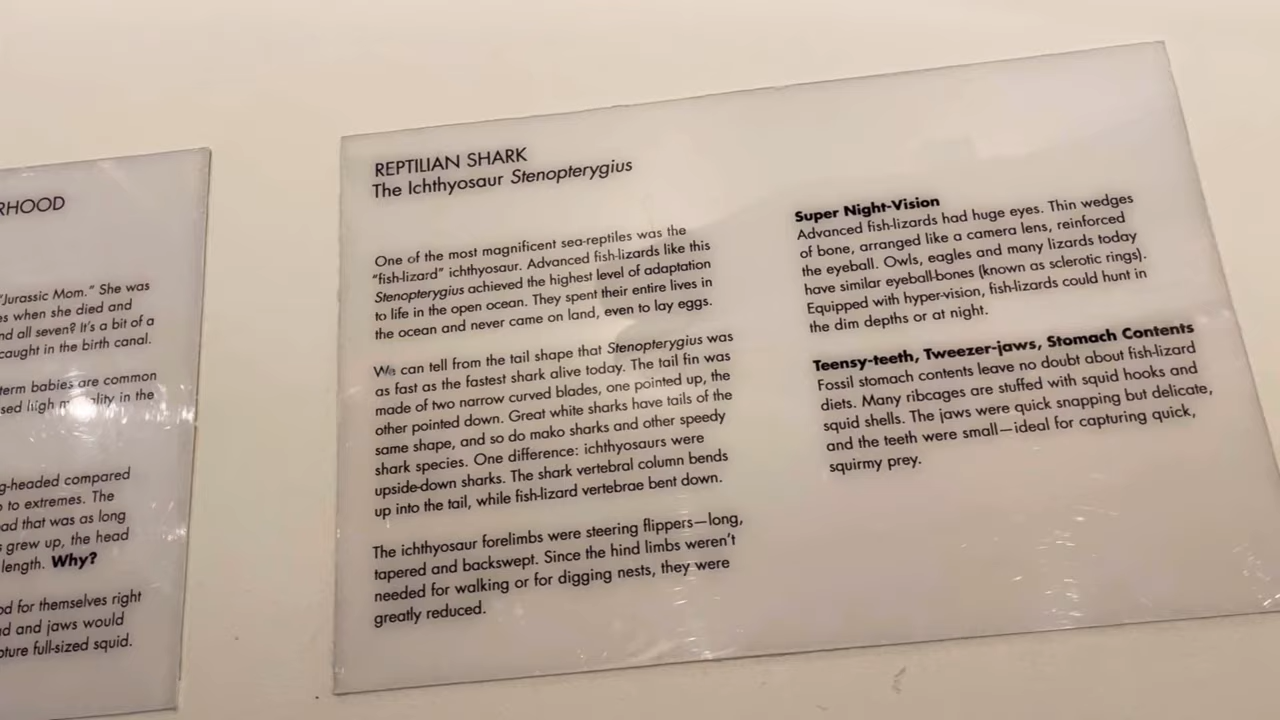 RHOOD
"Jurassic Mom." She was
s when she died and
nd all seven? It's a bit of a
caught in the birth canal.
term babies are common
sed high mortality in the
g-headed compared
to extremes. The
ad that was as long
s grew up, the head
length. Why?
od for themselves right
d and jaws would
pture full-sized squid.
REPTILIAN SHARK
The Ichthyosaur Stenopterygius
One of the most magnificent sea-reptiles was the
"fish-lizard" ichthyosaur. Advanced fish-lizards like this
Stenopterygius achieved the highest level of adaptation
to life in the open ocean. They spent their entire lives in
the ocean and never came on land, even to lay eggs.
We can tell from the tail shape that Stenopterygius was
as fast as the fastest shark alive today. The tail fin was
made of two narrow curved blades, one pointed up, the
other pointed down. Great white sharks have tails of the
same shape, and so do mako sharks and other speedy
shark species. One difference: ichthyosaurs were
upside-down sharks. The shark vertebral column bends
up into the tail, while fish-lizard vertebrae bent down.
The ichthyosaur forelimbs were steering flippers—long,
tapered and backswept. Since the hind limbs weren't
needed for walking or for digging nests, they were
greatly reduced.
Super Night-Vision
Advanced fish-lizards had huge eyes. Thin wedges
of bone, arranged like a camera lens, reinforced
the eyeball. Owls, eagles and many lizards today
have similar eyeball-bones (known as sclerotic rings).
Equipped with hyper-vision, fish-lizards could hunt in
the dim depths or at night.
Teensy-teeth, Tweezer-jaws, Stomach Contents
Fossil stomach contents leave no doubt about fish-lizard
diets. Many ribcages are stuffed with squid hooks and
squid shells. The jaws were quick snapping but delicate,
and the teeth were small—ideal for capturing quick,
squirmy prey.